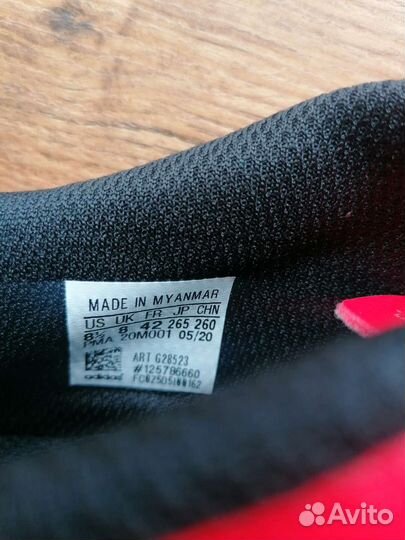 MADE IN MYANMAR
US UK FR JP CHN
8½ 8 42 265 260
PMA 20M001 05/20
ART G28523
#125786660
Avito